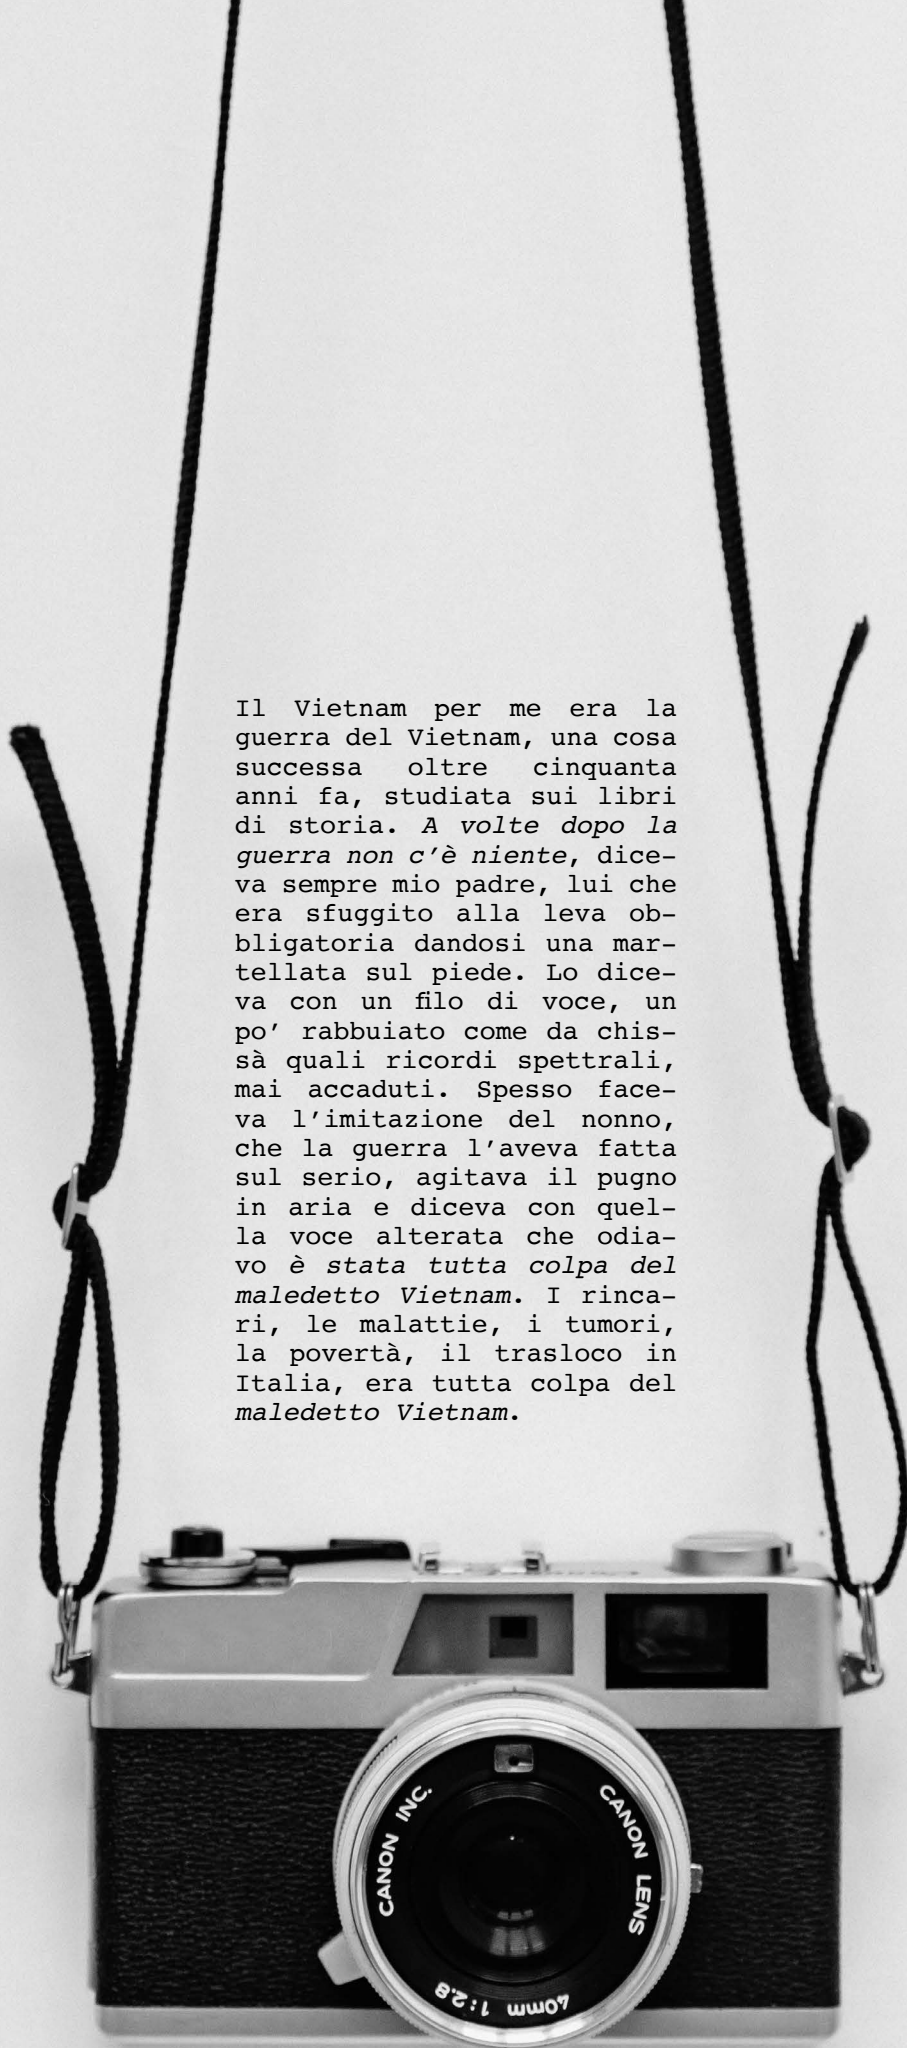 Il Vietnam per me era la
guerra del Vietnam, una cosa
successa oltre cinquanta
anni fa, studiata sui libri
di storia. A volte dopo la
guerra non c’è niente, dice-
va sempre mio padre, lui che
era sfuggito alla leva ob-
bligatoria dandosi una mar-
tellata sul piede. Lo dice-
va con un filo di voce, un
po’ rabbuiato come da chis-
sà quali ricordi spettrali,
mai accaduti. Spesso face-
va l’imitazione del nonno,
che la guerra l’aveva fatta
sul serio, agitava il pugno
in aria e diceva con quel-
la voce alterata che odia-
vo è stata tutta colpa del
maledetto Vietnam. I rinca-
ri, le malattie, i tumori,
la povertà, il trasloco in
Italia, era tutta colpa del
maledetto Vietnam.
CANON INC.
CANON LENS
40mm 1:2.8